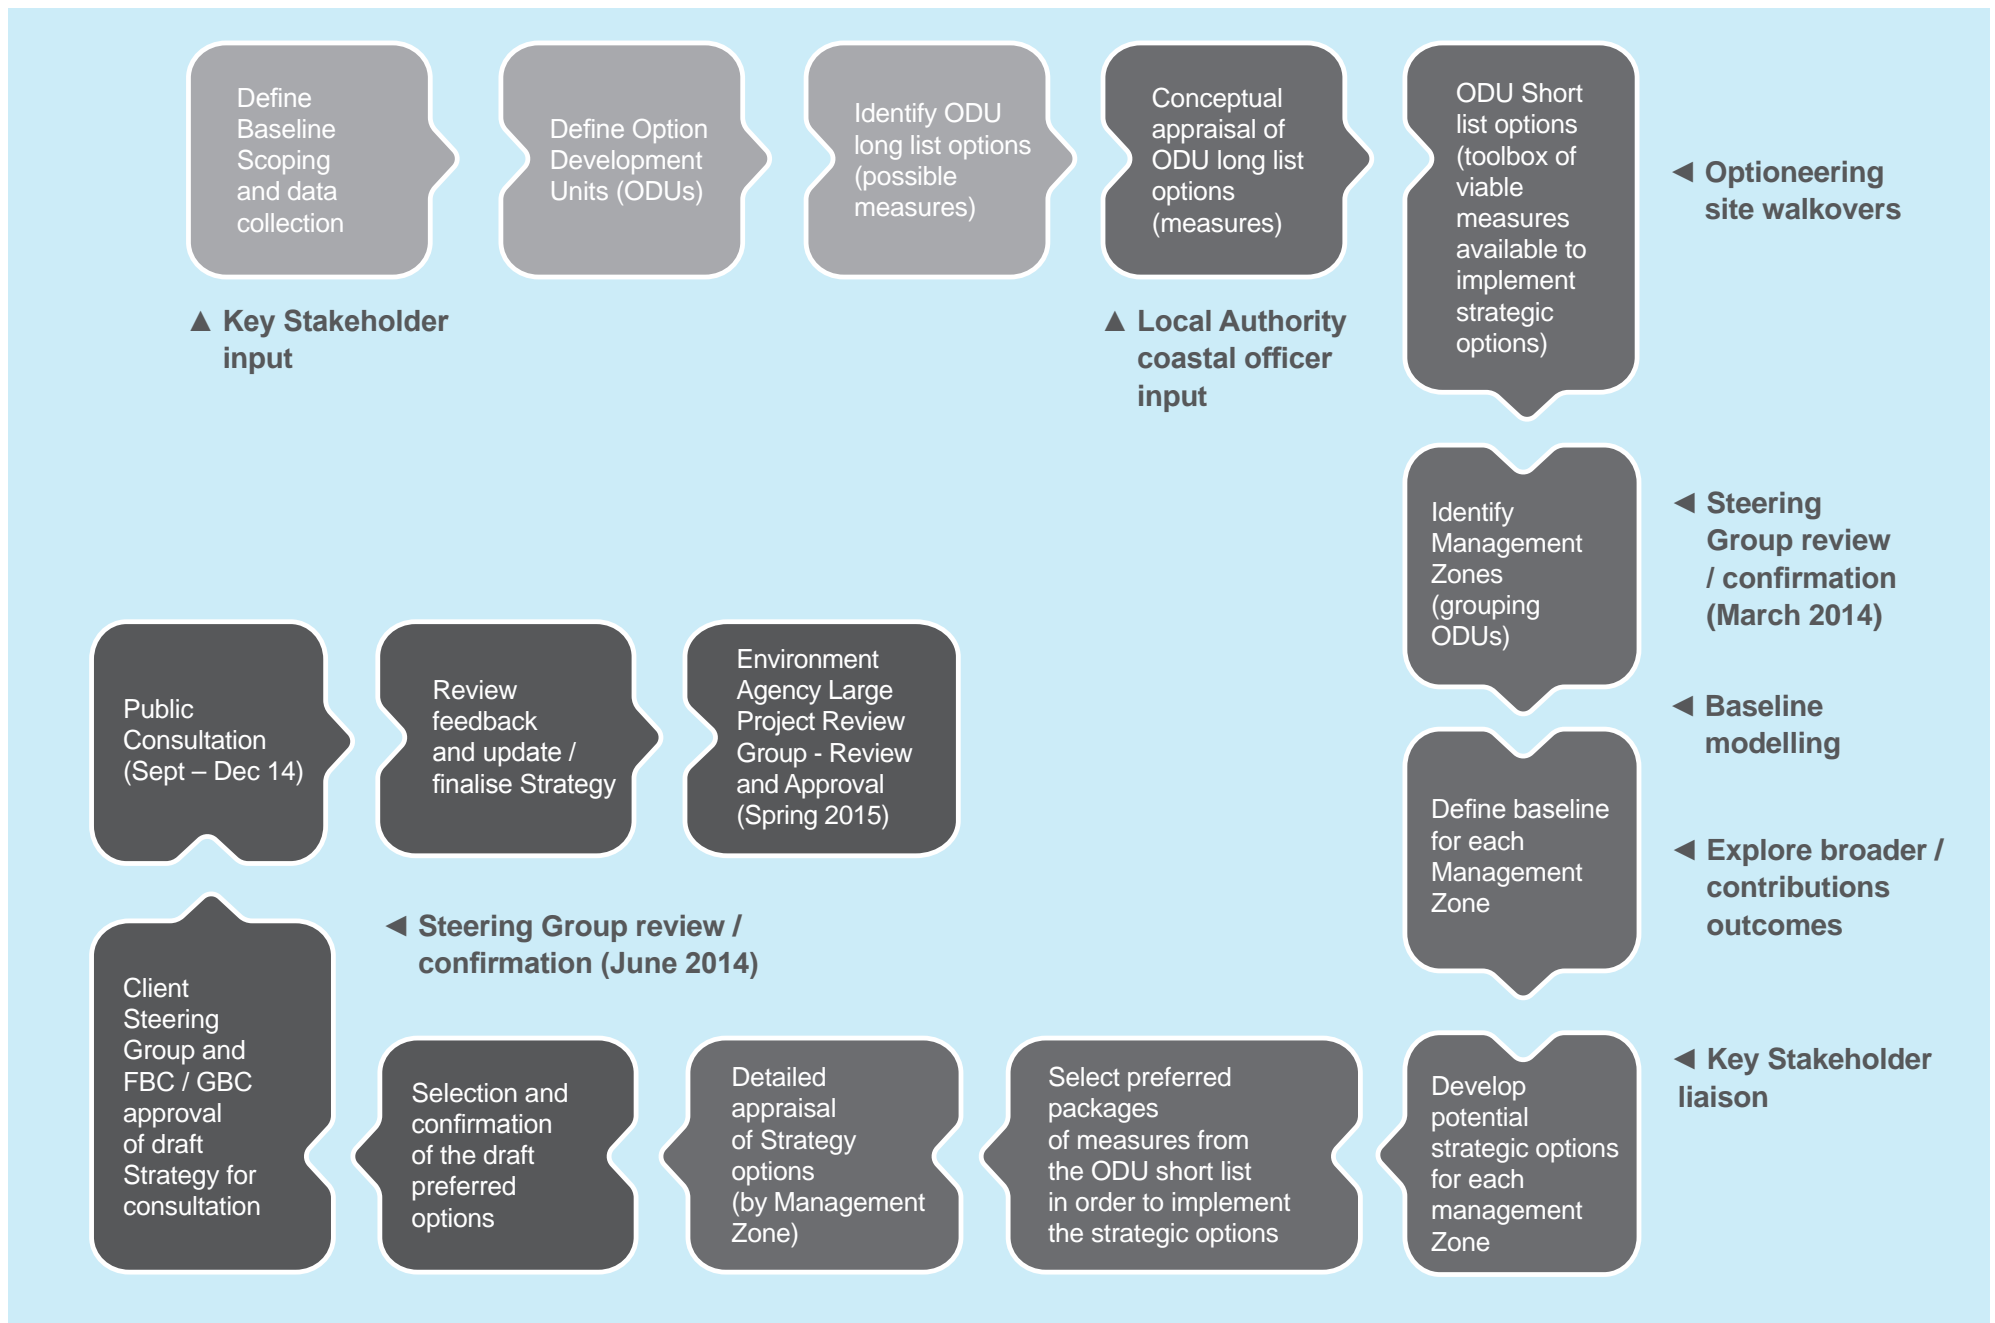 Define
Baseline
Scoping
and data
collection
Define Option
Development
Units (ODUs)
Identify ODU
long list options
(possible
measures)
Conceptual
appraisal of
ODU long list
options
(measures)
ODU Short
list options
(toolbox of
viable
measures
available to
implement
strategic
options)
◄ Optioneering
site walkovers
▲ Key Stakeholder
input
▲ Local Authority
coastal officer
input
Identify
Management
Zones
(grouping
ODUs)
◄ Steering
Group review
/ confirmation
(March 2014)
◄ Baseline
modelling
Define baseline
for each
Management
Zone
◄ Explore broader /
contributions
outcomes
Develop
potential
strategic options
for each
management
Zone
◄ Key Stakeholder
liaison
Select preferred
packages
of measures from
the ODU short list
in order to implement
the strategic options
Detailed
appraisal
of Strategy
options
(by Management
Zone)
Selection and
confirmation
of the draft
preferred
options
◄ Steering Group review /
confirmation (June 2014)
Client
Steering
Group and
FBC / GBC
approval
of draft
Strategy for
consultation
Public
Consultation
(Sept – Dec 14)
Review
feedback
and update /
finalise Strategy
Environment
Agency Large
Project Review
Group - Review
and Approval
(Spring 2015)